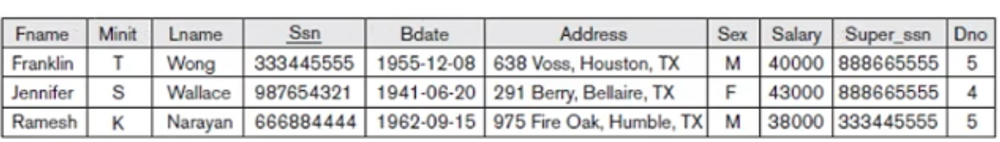 Fname Minit Lname Ssn Bdate Address Sex Salary Super_ssn Dno
Franklin T Wong 333445555 1955-12-08 638 Voss, Houston, TX M 40000 888665555 5
Jennifer S Wallace 987654321 1941-06-20 291 Berry, Bellaire, TX F 43000 888665555 4
Ramesh K Narayan 666884444 1962-09-15 975 Fire Oak, Humble, TX M 38000 333445555 5